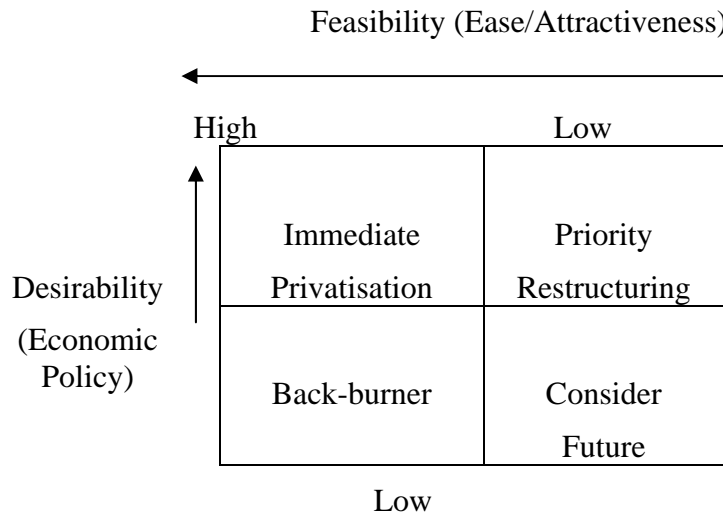 Feasibility (Ease/Attractiveness)
High Low
Immediate Priority
Desirability Privatisation Restructuring
(Economic
Policy)
Back-burner Consider
Future
Low